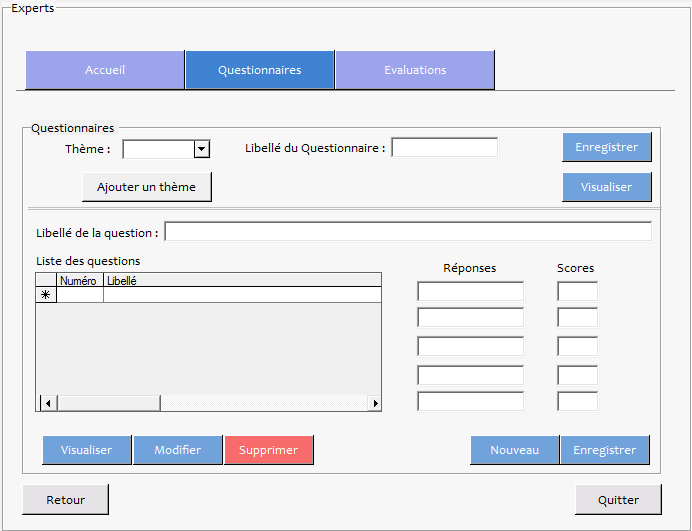 Experts
Accueil Questionnaires Evaluations
Questionnaires
Thème : Libellé du Questionnaire : Enregistrer
Ajouter un thème Visualiser
Libellé de la question :
Liste des questions Réponses Scores
Numéro Libellé
Visualiser Modifier Supprimer Nouveau Enregistrer
Retour Quitter